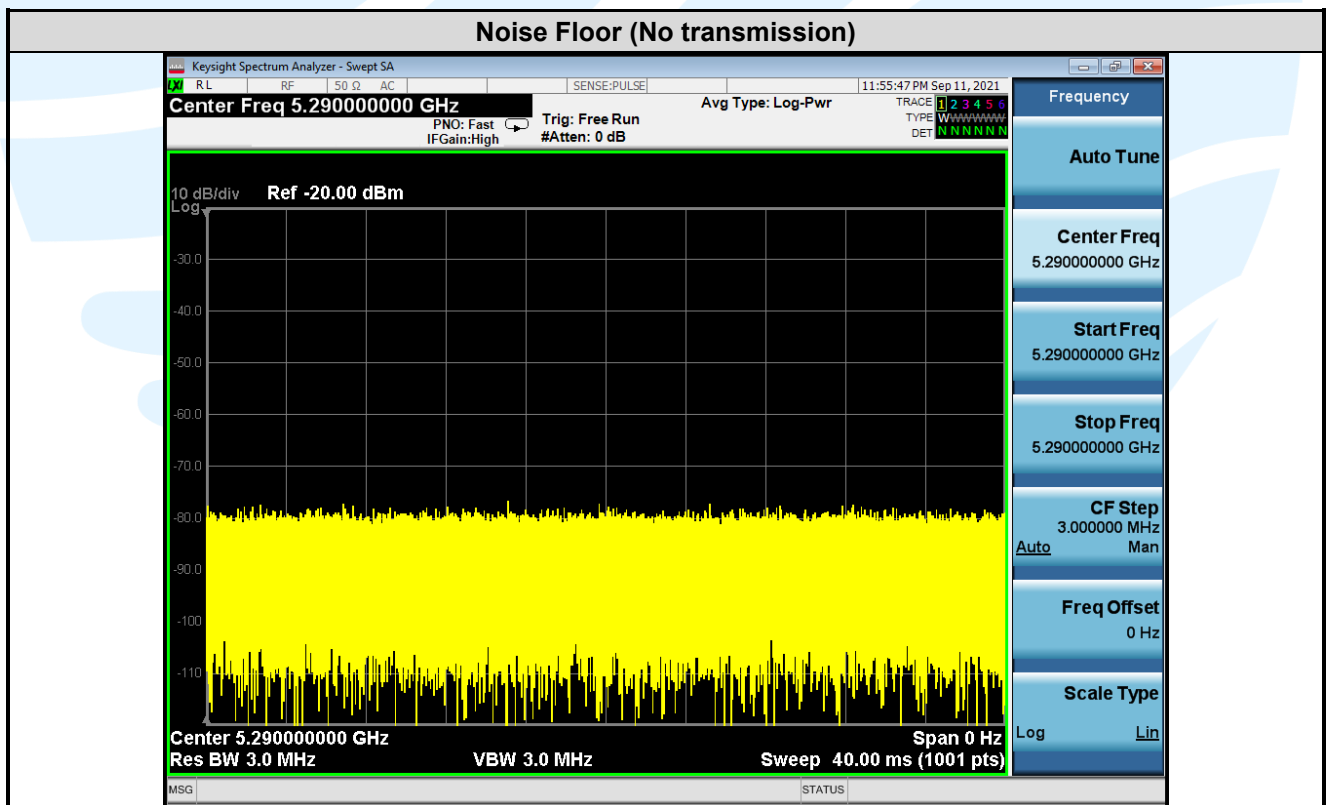 Noise Floor (No transmission)
Keysight Spectrum Analyzer - Swept SA
LXI RL RF 50 Ω AC SENSE:PULSE 11:55:47 PM Sep 11, 2021
Center Freq 5.290000000 GHz Avg Type: Log-Pwr TRACE 1 2 3 4 5 6
PNO: Fast Trig: Free Run TYPE WWWWWW
IFGain:High #Atten: 0 dB DET N N N N N N
10 dB/div Ref -20.00 dBm
Log
-30.0
-40.0
-50.0
-60.0
-70.0
-80.0
-90.0
-100
-110
Center 5.290000000 GHz Span 0 Hz
Res BW 3.0 MHz VBW 3.0 MHz Sweep 40.00 ms (1001 pts)
MSG STATUS
Frequency
Auto Tune
Center Freq
5.290000000 GHz
Start Freq
5.290000000 GHz
Stop Freq
5.290000000 GHz
CF Step
3.000000 MHz
Auto Man
Freq Offset
0 Hz
Scale Type
Log Lin